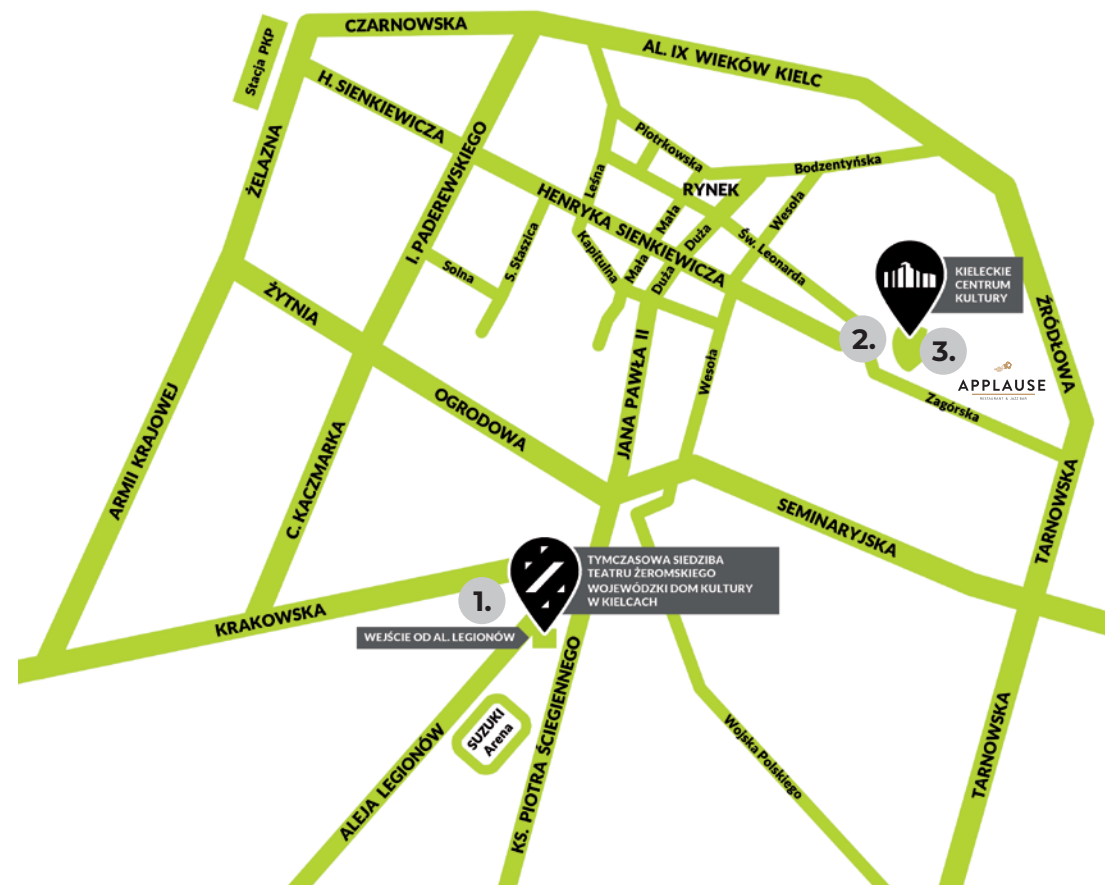 CZARNOWSKA
AL. IX WIEKÓW KIELC
Stacja PKP
H. SIENKIEWICZA
ŻELAZNA
I. PADEREWSKIEGO
Piotrkowska
Bodzentyńska
Leśna
RYNEK
HENRYKA SIENKIEWICZA
Mała
Duża
Wesoła
Św. Leonarda
S. Staszica
Solna
Kapitulna
Mała
Duża
KIELECKIE
CENTRUM
KULTURY
ŹRÓDŁOWA
ŻYTNIA
2.
3.
APPLAUSE
RESTAURANT & JAZZ BAR
JANA PAWŁA II
Wesoła
Zagórska
OGRODOWA
ARMII KRAJOWEJ
C. KACZMARKA
TARNOWSKA
SEMINARYJSKA
TYMCZASOWA SIEDZIBA
TEATRU ŻEROMSKIEGO
WOJEWÓDZKI DOM KULTURY
W KIELCACH
1.
KRAKOWSKA
WEJŚCIE OD AL. LEGIONÓW
SUZUKI
Arena
ALEJA LEGIONÓW
KS. PIOTRA ŚCIEGIENNEGO
Wojska Polskiego
TARNOWSKA